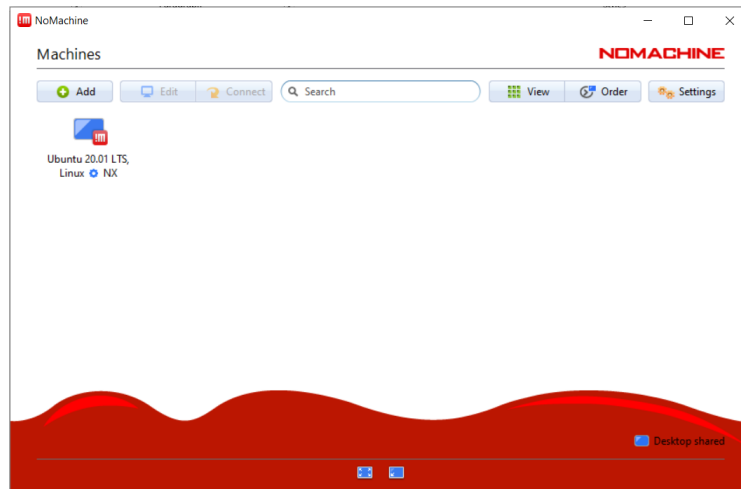 NoMachine
Machines
NOMACHINE
Add
Edit
Connect
Search
View
Order
Settings
Ubuntu 20.01 LTS,
Linux NX
Desktop shared